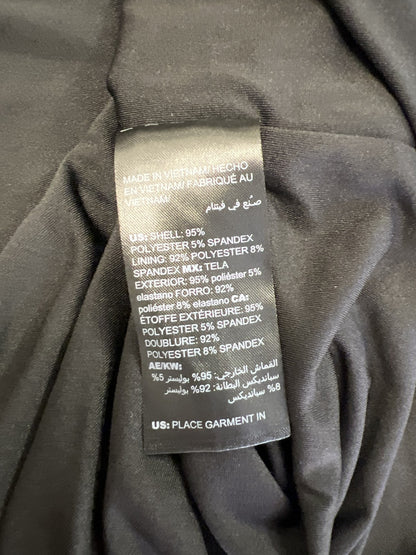 MADE IN VIETNAM/ HECHO
EN VIETNAM/ FABRIQUÉ AU
VIETNAM/
صنع في فيتنام
US: SHELL: 95%
POLYESTER 5% SPANDEX
LINING: 92% POLYESTER 8%
SPANDEX MX: TELA
EXTERIOR: 95% poliéster 5%
elastano FORRO: 92%
poliéster 8% elastano CA:
ÉTOFFE EXTÉRIEURE: 95%
POLYESTER 5% SPANDEX
DOUBLURE: 92%
POLYESTER 8% SPANDEX
AE/KW:
القماش الخارجي: 95% بوليستر 5%
سبانديكس البطانة: 92% بوليستر
8% سبانديكس
US: PLACE GARMENT IN